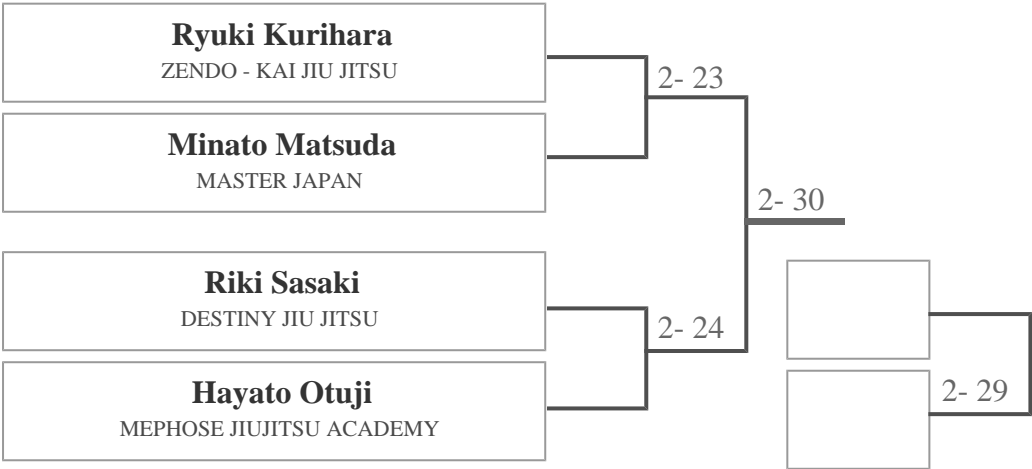 Ryuki Kurihara
ZENDO - KAI JIU JITSU
2- 23
Minato Matsuda
MASTER JAPAN
2- 30
Riki Sasaki
DESTINY JIU JITSU
2- 24
Hayato Otuji
MEPHOSE JIUJITSU ACADEMY
2- 29